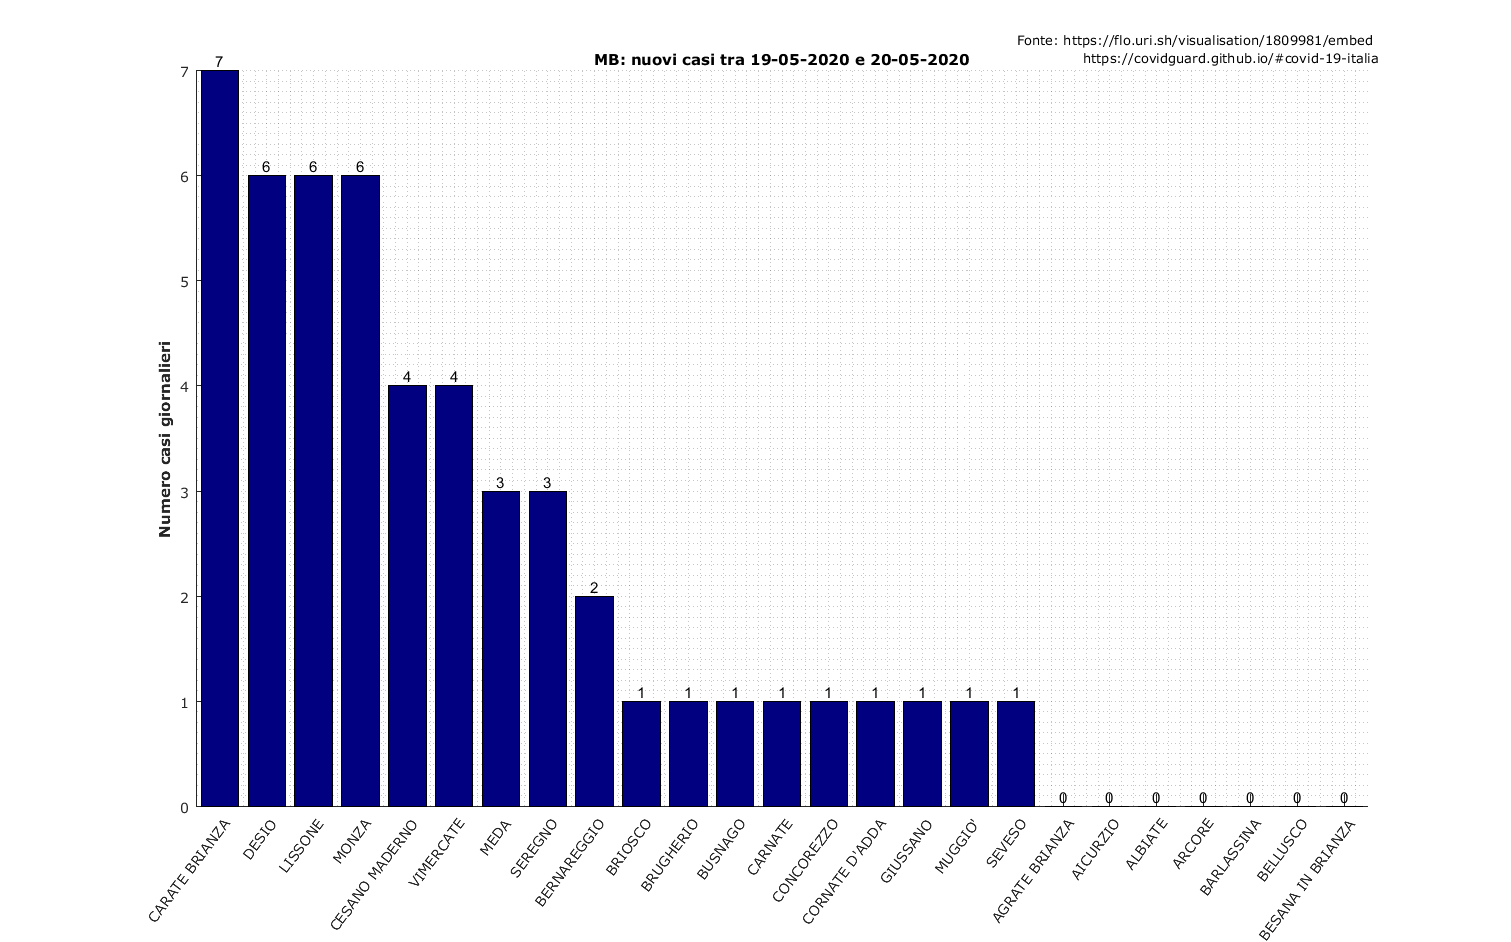 Fonte: https://flo.uri.sh/visualisation/1809981/embed
https://covidguard.github.io/#covid-19-italia
MB: nuovi casi tra 19-05-2020 e 20-05-2020
Numero casi giornalieri
7
6
5
4
3
2
1
0
7
6
6
6
4
4
3
3
2
1
1
1
1
1
1
1
1
1
0
0
0
0
0
0
0
CARATE BRIANZA
DESIO
LISSONE
MONZA
CESANO MADERNO
VIMERCATE
MEDA
SEREGNO
BERNAREGGIO
BRIOSCO
BRUGHERIO
BUSNAGO
CARNATE
CONCOREZZO
CORNATE D'ADDA
GIUSSANO
MUGGIO'
SEVESO
AGRATE BRIANZA
AICURZIO
ALBIATE
ARCORE
BARLASSINA
BELLUSCO
BESANA IN BRIANZA